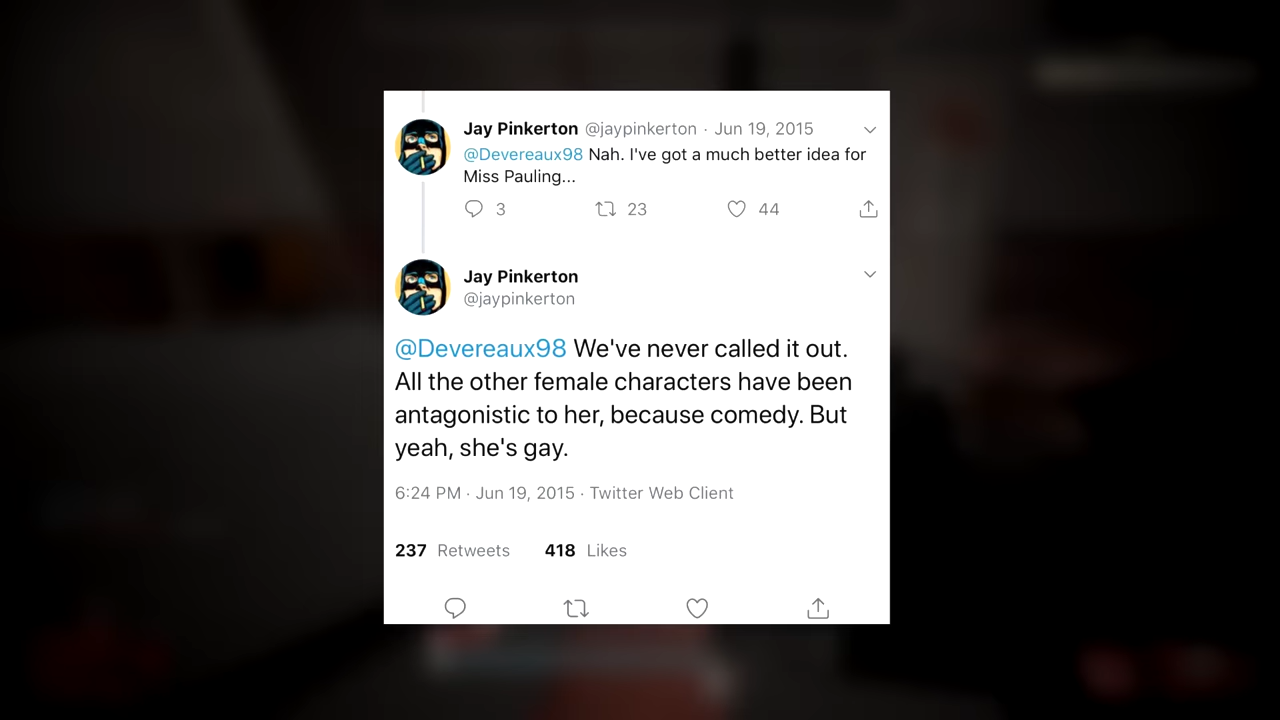 Jay Pinkerton @jaypinkerton · Jun 19, 2015
@Devereaux98 Nah. I've got a much better idea for
Miss Pauling...
3 23 44
Jay Pinkerton
@jaypinkerton
@Devereaux98 We've never called it out.
All the other female characters have been
antagonistic to her, because comedy. But
yeah, she's gay.
6:24 PM · Jun 19, 2015 · Twitter Web Client
237 Retweets 418 Likes